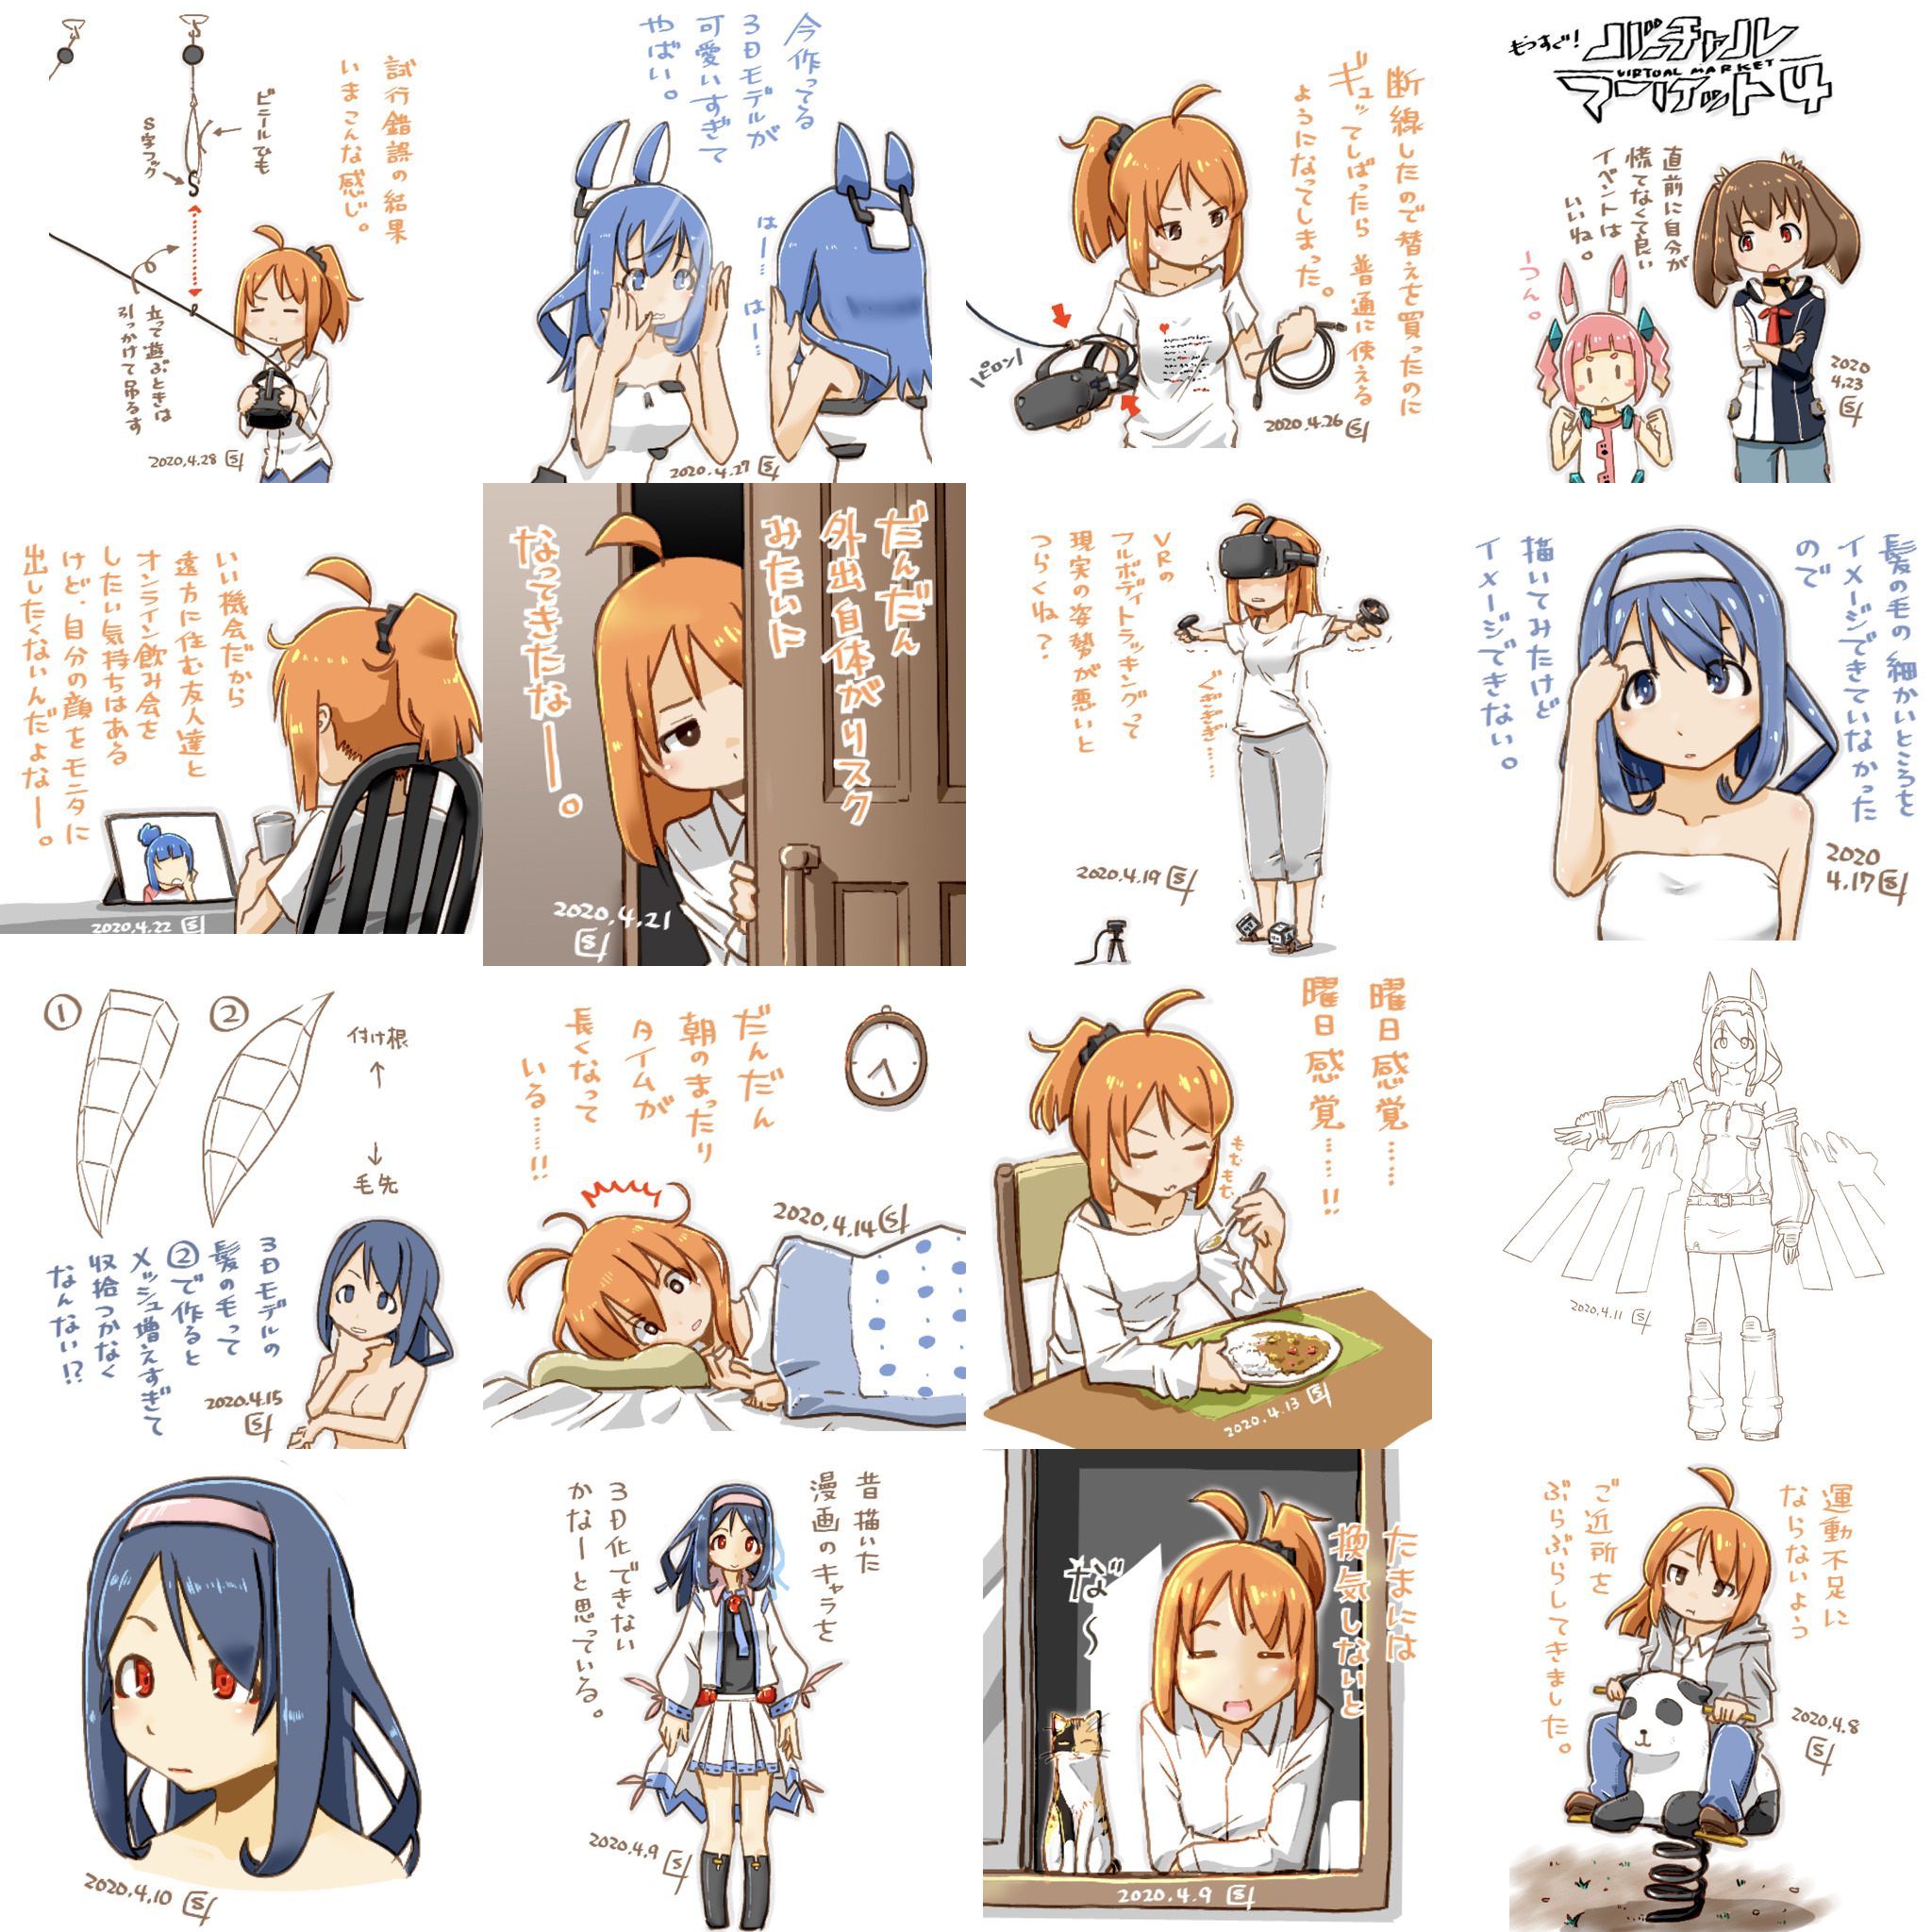 試行錯誤の結果
いまこんな感じ。
ビニールひも
S字フック
S
立って遊ぶときは
引っかけて吊るす
2020.4.28
今作ってる
3Dモデルが
可愛いすぎて
やばい。
はー…
はー…
2020.4.27
断線したので替えを買ったのに
ギュッてしばったら普通に使える
ようになってしまった。
ピロン
2020.4.26
もうすぐ!
バーチャル
VIRTUAL MARKET
マーケット4
直前に自分が
慌てなくて良い
イベントは
いいね。
ーつん。
2020
4.23
いい機会だから
遠方に住む友人達と
オンライン飲み会を
したい気持ちはある
けど、自分の顔をモニタに
出したくないんだよなー。
2020.4.22
だんだん
外出自体がリスク
みたいに
なってきたなー。
2020.4.21
VRの
フルボディトラッキングって
現実の姿勢が悪いと
つらくね?
ぐぎぎぎ……
2020.4.19
髪の毛の細かいところを
イメージできていなかった
ので
描いてみたけど
イメージできない。
2020
4.17
①
②
付け根
毛先
3Dモデルの
髪の毛って
②で作ると
メッシュ増えすぎて
収拾つかなく
なんない!?
2020.4.15
だんだん
朝のまったり
タイムが
長くなって
いる……!!
2020.4.14
曜日感覚……
曜日感覚……!!
もむもむ
2020.4.13
2020.4.11
2020.4.10
昔描いた
漫画のキャラを
3D化できない
かなーと思っている。
2020.4.9
たまには
換気しないと
な〜
2020.4.9
運動不足に
ならないよう
ご近所を
ぶらぶらしてきました。
2020.4.8